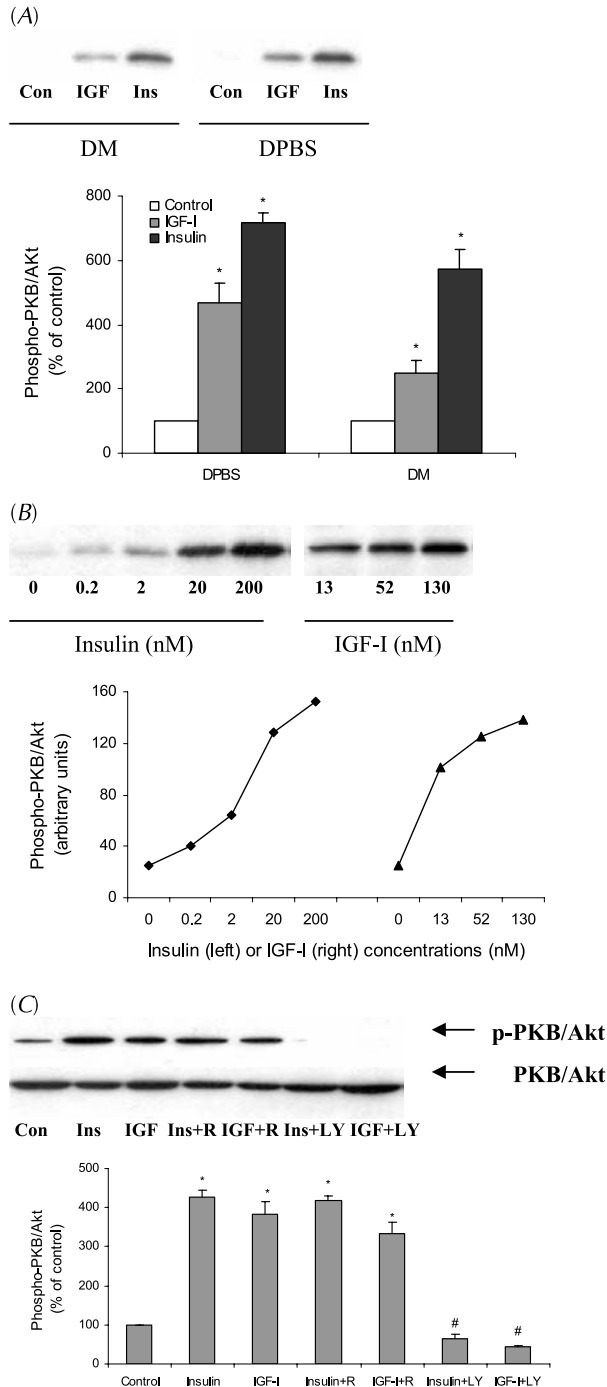 (A)
Con IGF Ins Con IGF Ins
DM DPBS
800
600
400
200
0
Phospho-PKB/AKt
(% of control)
Control
IGF-I
Insulin
*
*
*
*
DPBS DM
(B)
0 0.2 2 20 200 13 52 130
Insulin (nM) IGF-I (nM)
160
120
80
40
0
Phospho-PKB/Akt
(arbitrary units)
0 0.2 2 20 200 0 13 52 130
Insulin (left) or IGF-I (right) concentrations (nM)
(C)
p-PKB/Akt
PKB/Akt
Con Ins IGF Ins+R IGF+R Ins+LY IGF+LY
500
400
300
200
100
0
Phospho-PKB/Akt
(% of control)
*
*
*
*
#
#
Control Insulin IGF-I Insulin+R IGF-I+R Insulin+LY IGF-I+LY